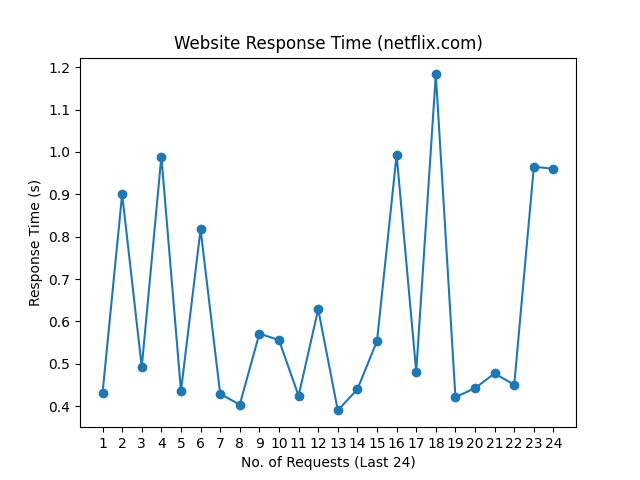 Website Response Time (netflix.com)
1.2
1.1
1.0
0.9
0.8
0.7
0.6
0.5
0.4
Response Time (s)
1 2 3 4 5 6 7 8 9 10 11 12 13 14 15 16 17 18 19 20 21 22 23 24
No. of Requests (Last 24)